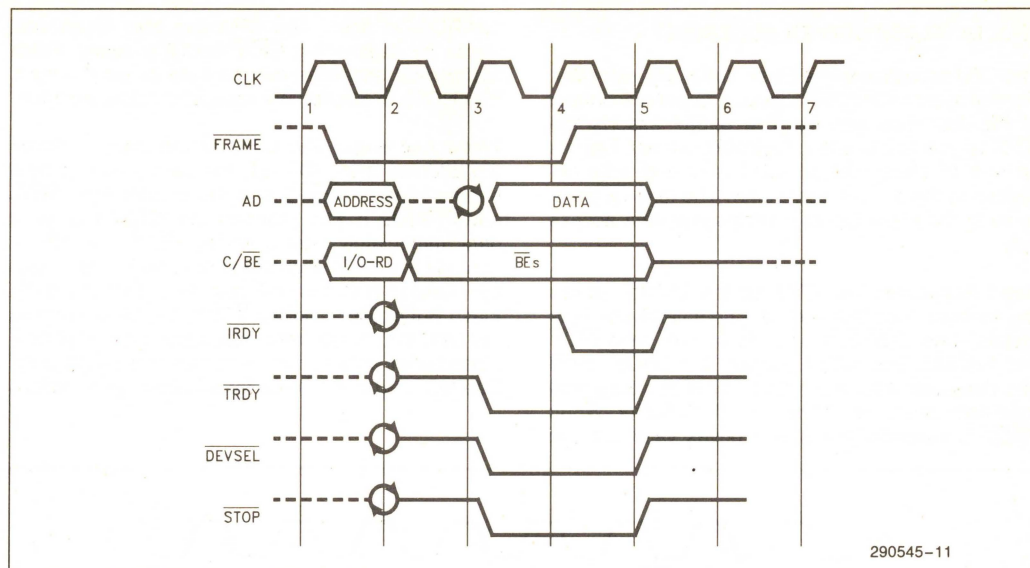 CLK
1 2 3 4 5 6 7
FRAME
AD ADDRESS DATA
C/BE I/O-RD BEs
IRDY
TRDY
DEVSEL
STOP
290545-11